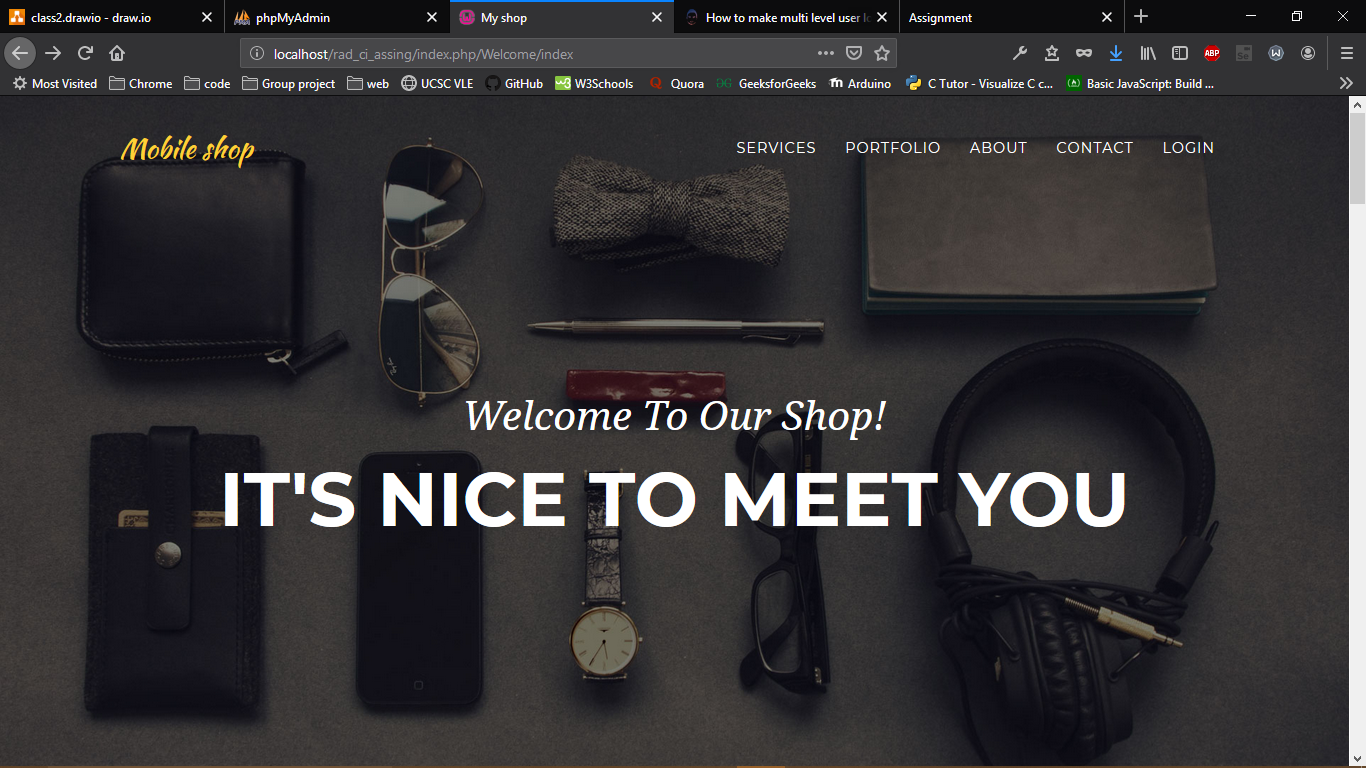 class2.drawio - draw.io
phpMyAdmin
My shop
How to make multi level user l
Assignment
localhost/rad_ci_assing/index.php/Welcome/index
ABP
Most Visited
Chrome
code
Group project
web
UCSC VLE
GitHub
W3Schools
Quora
GeeksforGeeks
Arduino
C Tutor - Visualize C c...
Basic JavaScript: Build ...
Mobile shop
SERVICES
PORTFOLIO
ABOUT
CONTACT
LOGIN
Welcome To Our Shop!
IT'S NICE TO MEET YOU